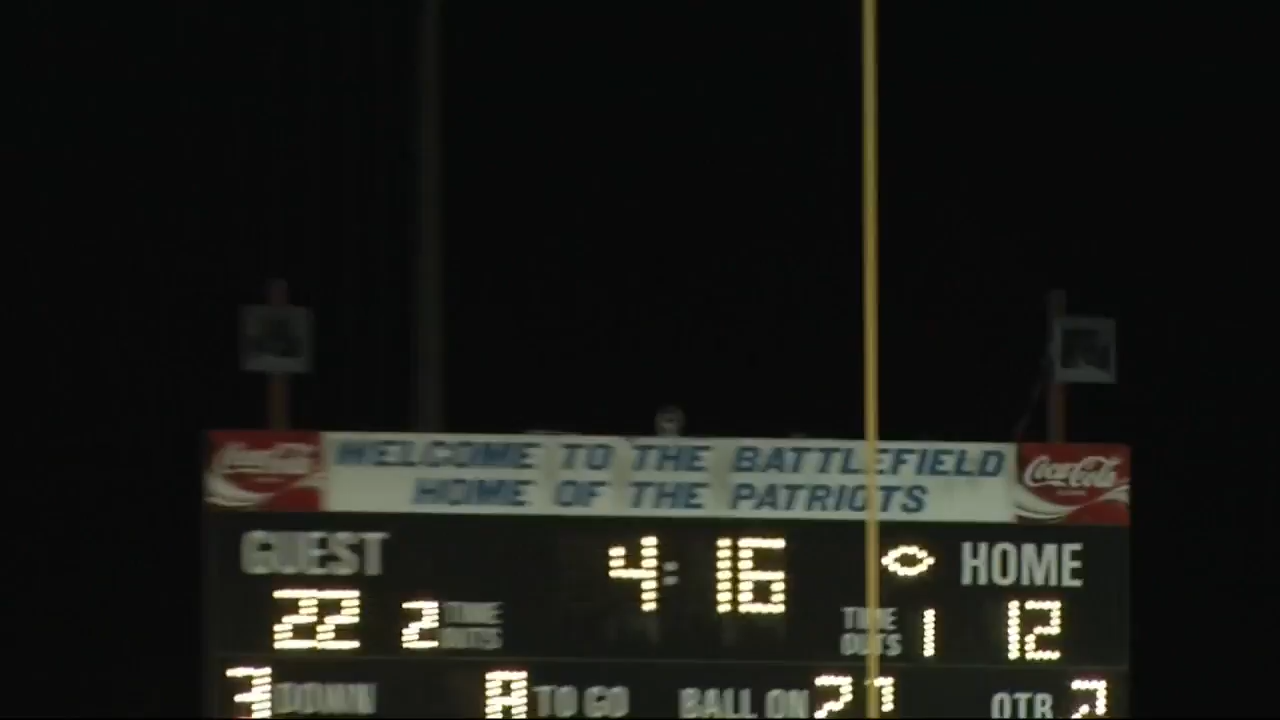 Coca-Cola WELCOME TO THE BATTLEFIELD Coca-Cola
HOME OF THE PATRIOTS
GUEST 4:16 HOME
22 2 TIME OUTS TIME OUTS 1 12
3 DOWN TO GO BALL ON QTR